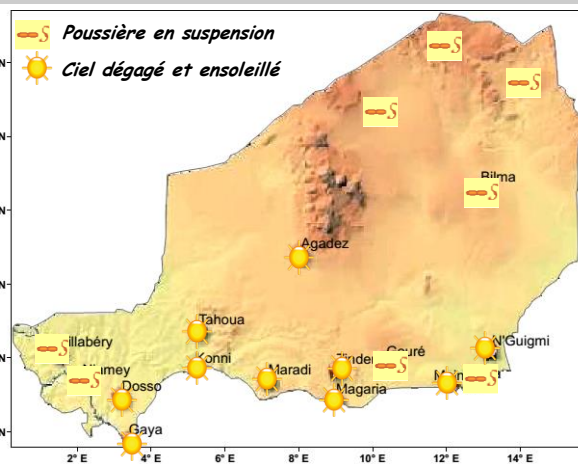 Poussière en suspension
Ciel dégagé et ensoleillé
Bilma
Agadez
Tahoua
N'Guigmi
Gouré
Konni
Maradi
Dosso
Magaria
Gaya
2° E
4° E
6° E
8° E
10° E
12° E
14° E